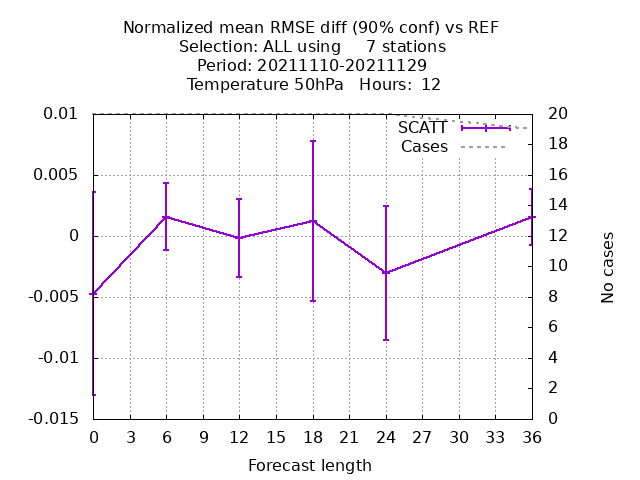 Normalized mean RMSE diff (90% conf) vs REF
Selection: ALL using     7 stations
Period: 20211110-20211129
Temperature 50hPa   Hours:  12
SCATT
Cases
0.01
0.005
0
-0.005
-0.01
-0.015
20
18
16
14
12
10
8
6
4
2
0
No cases
0 3 6 9 12 15 18 21 24 27 30 33 36
Forecast length